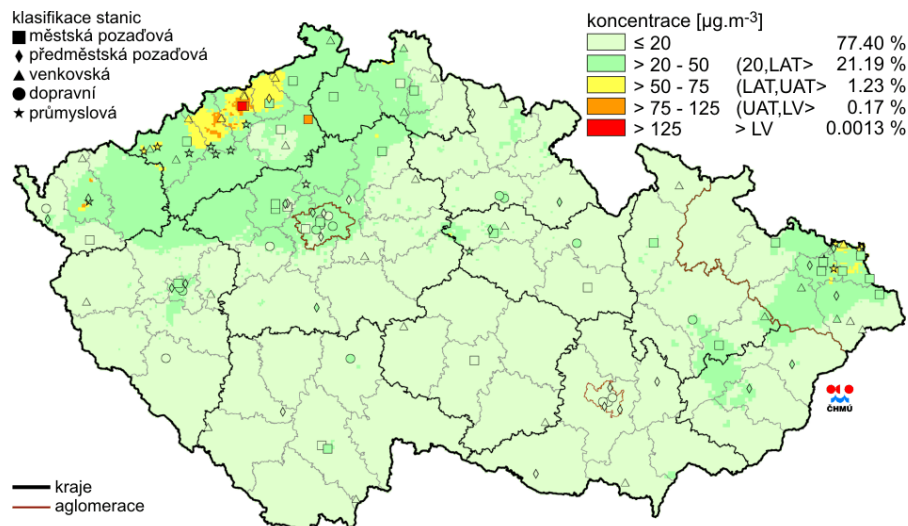 klasifikace stanic
městská pozaďová
předměstská pozaďová
venkovská
dopravní
průmyslová
koncentrace [µg.m-3]
≤ 20 77.40 %
> 20 - 50 (20,LAT> 21.19 %
> 50 - 75 (LAT,UAT> 1.23 %
> 75 - 125 (UAT,LV> 0.17 %
> 125 > LV 0.0013 %
ČHMÚ
kraje
aglomerace